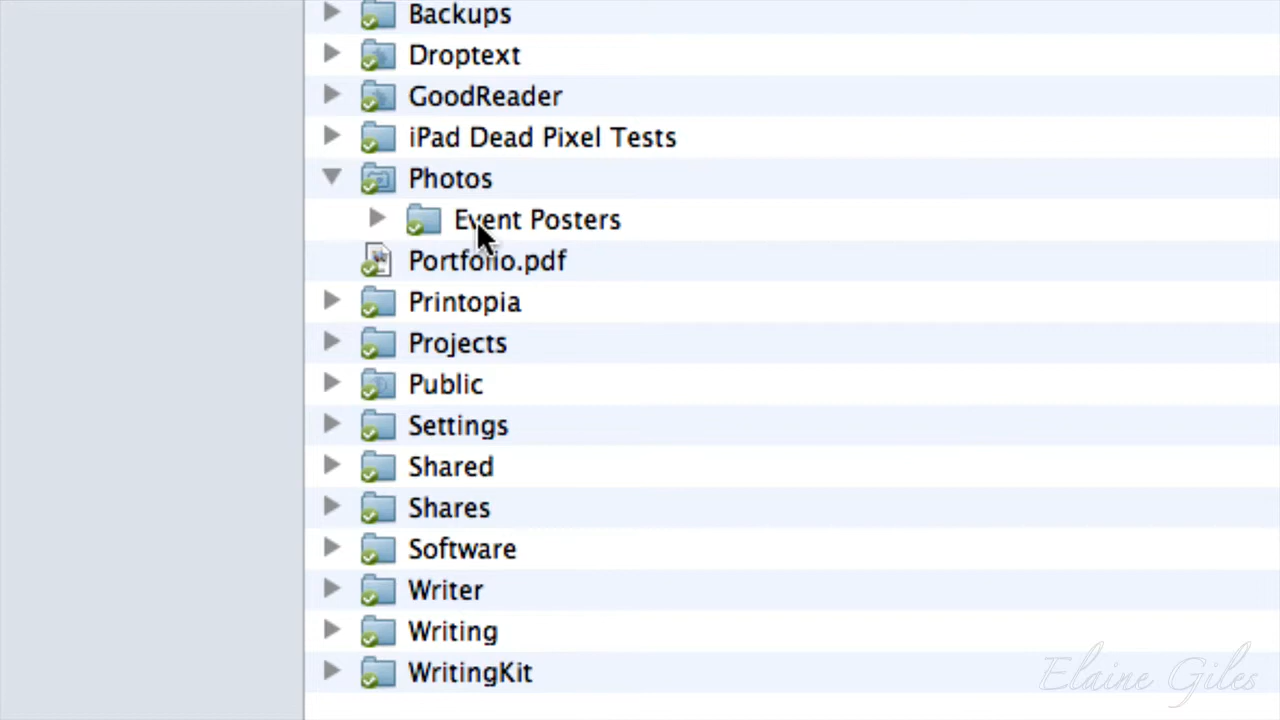 Backups
Droptext
GoodReader
iPad Dead Pixel Tests
Photos
Event Posters
Portfolio.pdf
Printopia
Projects
Public
Settings
Shared
Shares
Software
Writer
Writing
WritingKit
Elaine Giles